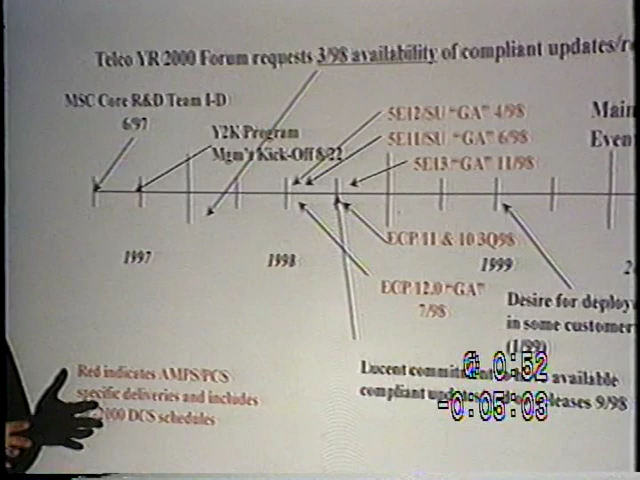 Telco YR 2000 Forum requests 3/98 availability of compliant updates/re
MSC Core R&D Team I-D
6/97
Y2K Program
Mgm't Kick-Off 8/22
5E12/SU "GA" 4/98
5E11/SU "GA" 6/98
5E13 "GA" 11/98
Main
Even
ECP 11 & 10 3Q98
1997
1998
1999
ECP 12.0 "GA"
7/98
Desire for deploy
in some customer
(1/99)
Red indicates AMPS/PCS
specific deliveries and includes
2000 DCS schedules
Lucent commit available
compliant releases 9/98
@ 0:52
-0:05:03